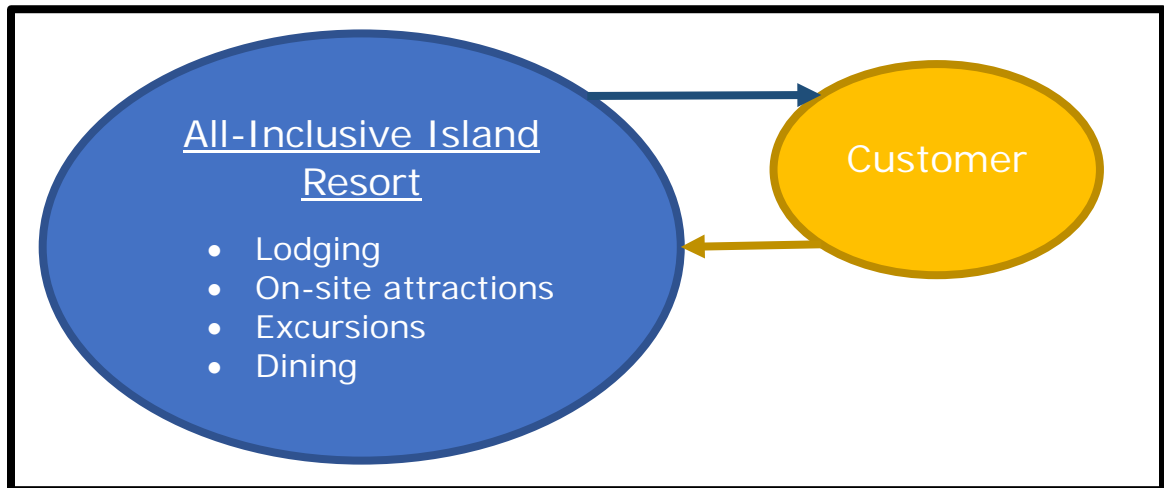 All-Inclusive Island
Resort
• Lodging
• On-site attractions
• Excursions
• Dining
Customer